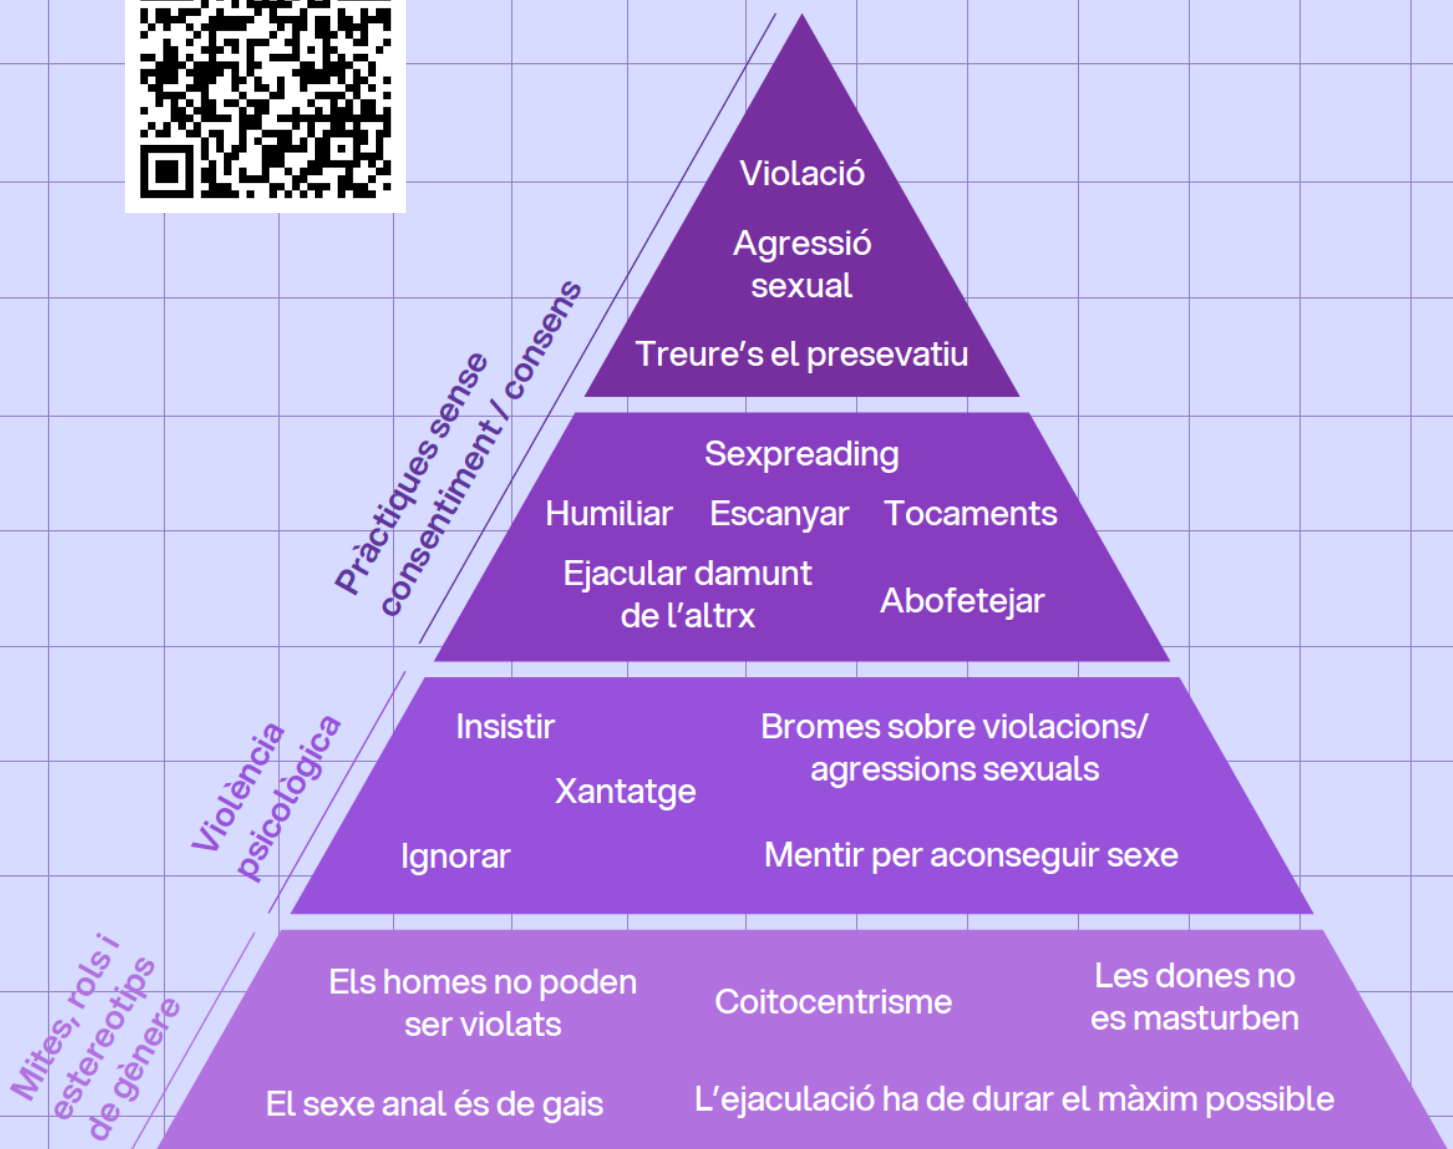 Violació
Agressió
sexual
Treure’s el presevatiu
Pràctiques sense
consentiment / consens
Sexpreading
Humiliar Escanyar Tocaments
Ejacular damunt
de l’altrx
Abofetejar
Violència
psicològica
Insistir
Bromes sobre violacions/
agressions sexuals
Xantatge
Ignorar
Mentir per aconseguir sexe
Mites, rols i
estereotips
de gènere
Els homes no poden
ser violats
Coitocentrisme
Les dones no
es masturben
El sexe anal és de gais
L’ejaculació ha de durar el màxim possible